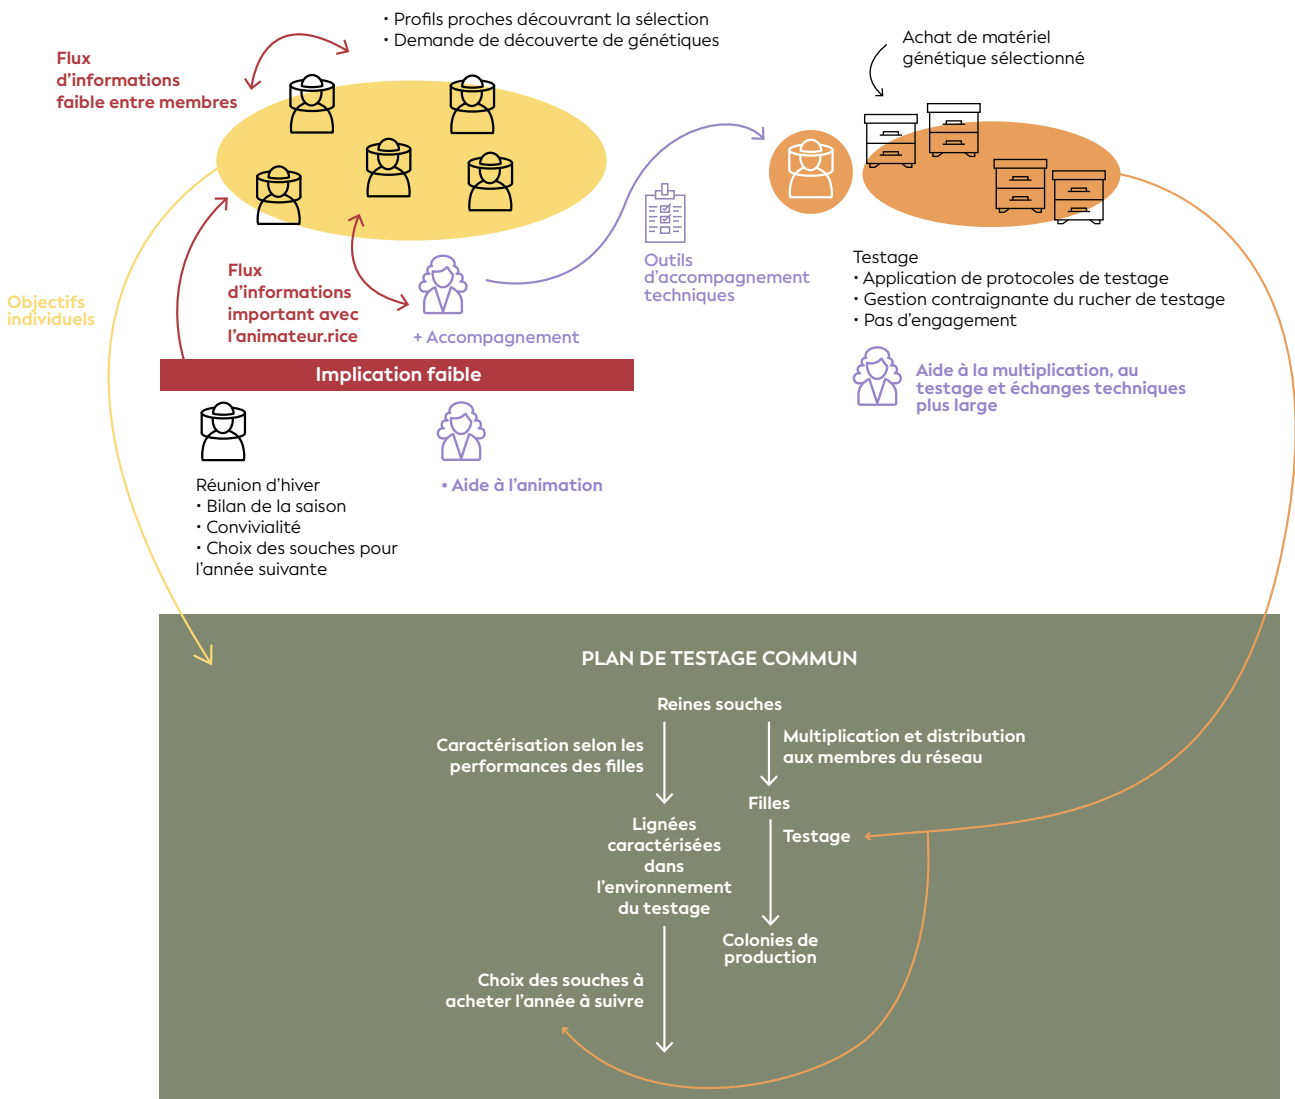 • Profils proches découvrant la sélection
• Demande de découverte de génétiques
Flux
d’informations
faible entre membres
Achat de matériel
génétique sélectionné
Objectifs
individuels
Flux
d’informations
important avec
l’animateur.rice
+ Accompagnement
Outils
d’accompagnement
techniques
Testage
• Application de protocoles de testage
• Gestion contraignante du rucher de testage
• Pas d’engagement
Aide à la multiplication, au
testage et échanges techniques
plus large
Implication faible
Réunion d’hiver
• Bilan de la saison
• Convivialité
• Choix des souches pour
l’année suivante
• Aide à l’animation
PLAN DE TESTAGE COMMUN
Reines souches
Caractérisation selon les
performances des filles
Multiplication et distribution
aux membres du réseau
Filles
Lignées
caractérisées
dans
l’environnement
du testage
Testage
Colonies de
production
Choix des souches à
acheter l’année à suivre